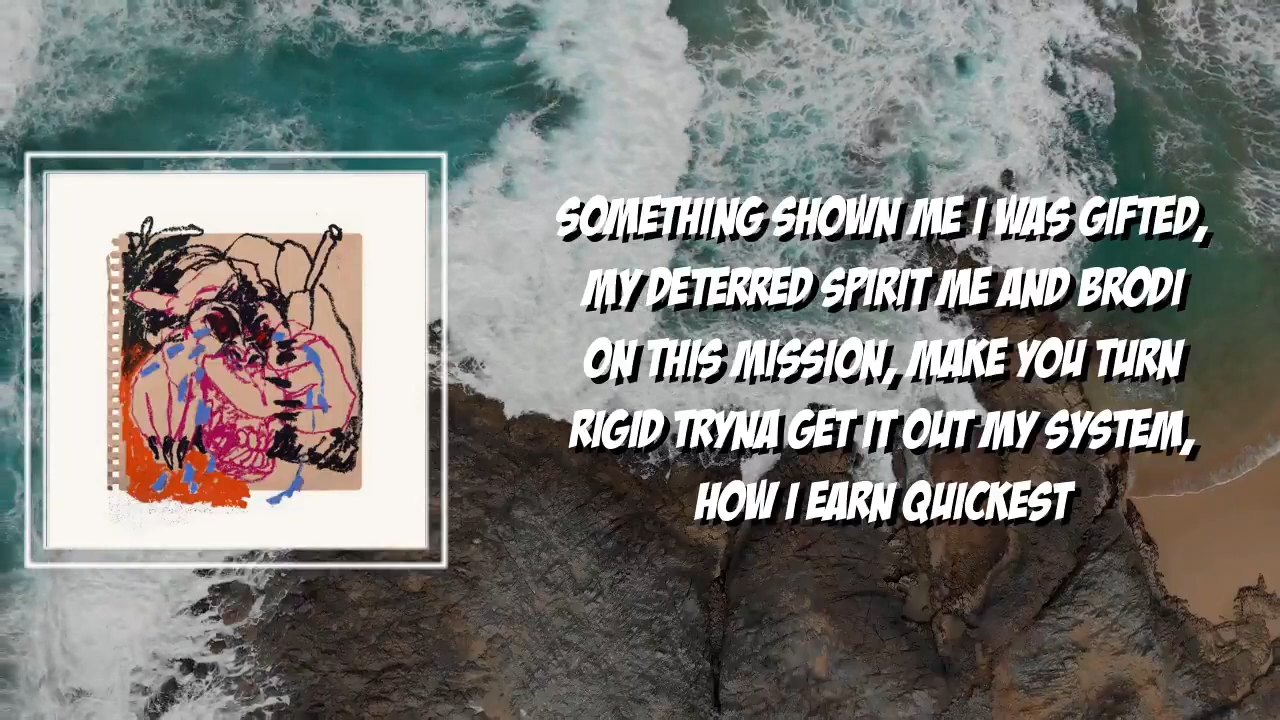 SOMETHING SHOWN ME I WAS GIFTED,
MY DETERRED SPIRIT ME AND BRODI
ON THIS MISSION, MAKE YOU TURN
RIGID TRYNA GET IT OUT MY SYSTEM,
HOW I EARN QUICKEST